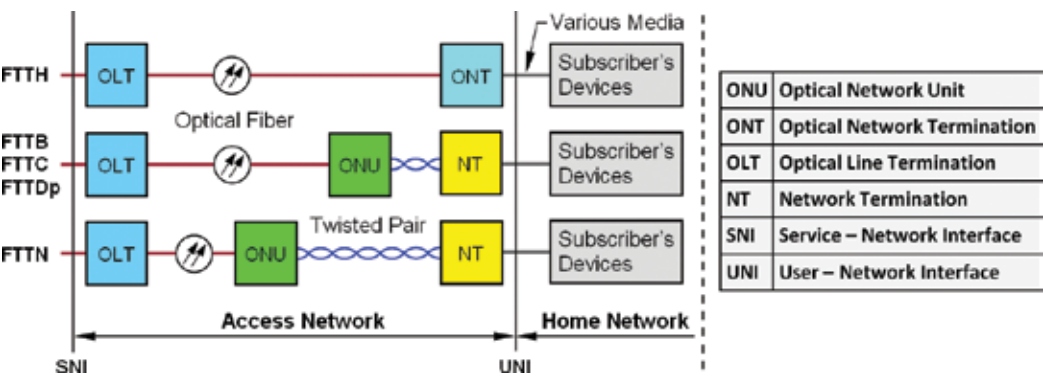 Various Media
FTTH
OLT
ONT
Subscriber's
Devices
Optical Fiber
FTTB
FTTC
FTTDp
OLT
ONU
NT
Subscriber's
Devices
Twisted Pair
FTTN
OLT
ONU
NT
Subscriber's
Devices
Access Network
Home Network
SNI
UNI
ONU Optical Network Unit
ONT Optical Network Termination
OLT Optical Line Termination
NT Network Termination
SNI Service – Network Interface
UNI User – Network Interface